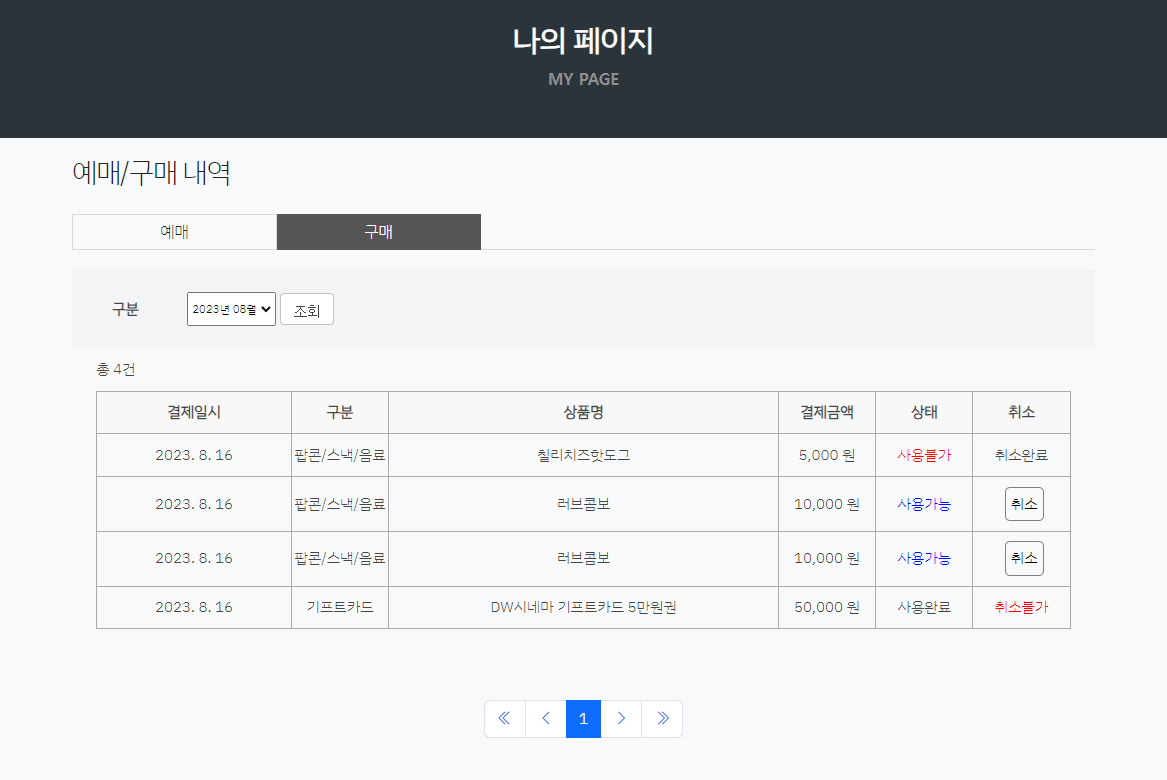 나의 페이지
MY PAGE
예매/구매 내역
예매 구매
구분 2023년 08월 조회
총 4건
결제일시 구분 상품명 결제금액 상태 취소
2023. 8. 16 팝콘/스낵/음료 칠리치즈핫도그 5,000 원 사용불가 취소완료
2023. 8. 16 팝콘/스낵/음료 러브콤보 10,000 원 사용가능 취소
2023. 8. 16 팝콘/스낵/음료 러브콤보 10,000 원 사용가능 취소
2023. 8. 16 기프트카드 DW시네마 기프트카드 5만원권 50,000 원 사용완료 취소불가
« ‹ 1 › »